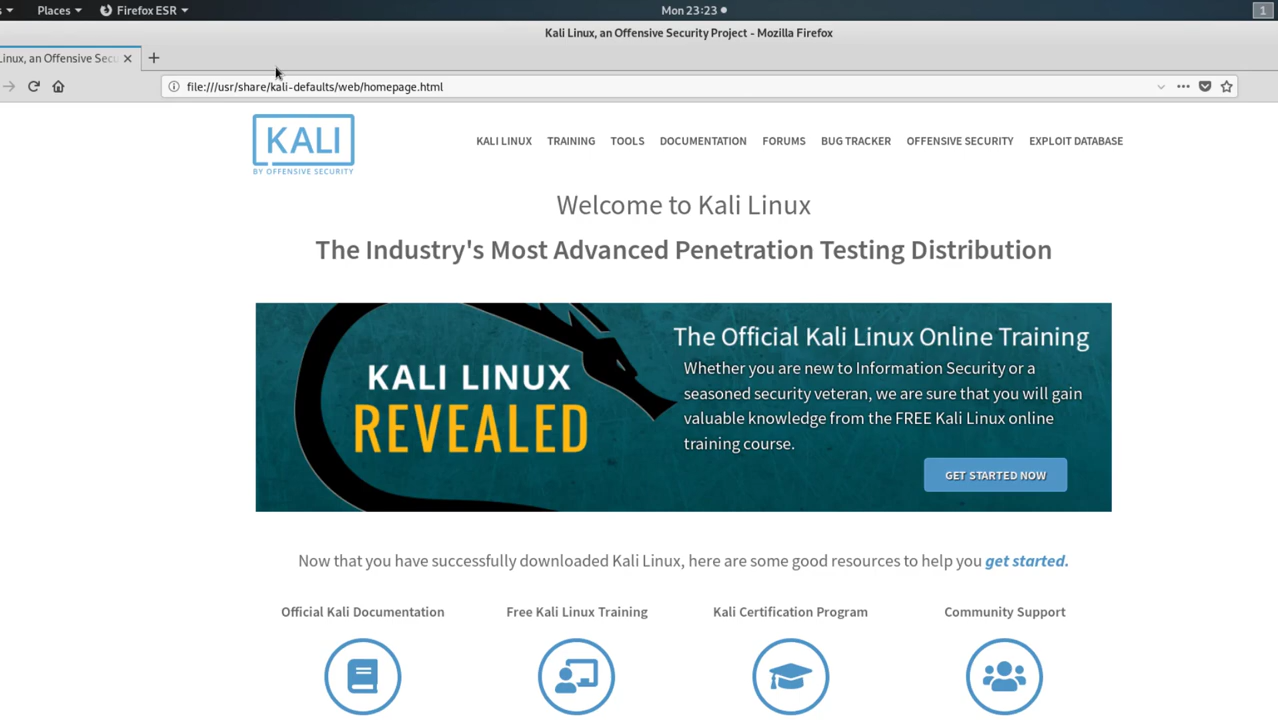 Places Firefox ESR Mon 23:23 1
Kali Linux, an Offensive Security Project - Mozilla Firefox
Linux, an Offensive Secu
file:///usr/share/kali-defaults/web/homepage.html
KALI
BY OFFENSIVE SECURITY
KALI LINUX TRAINING TOOLS DOCUMENTATION FORUMS BUG TRACKER OFFENSIVE SECURITY EXPLOIT DATABASE
Welcome to Kali Linux
The Industry's Most Advanced Penetration Testing Distribution
KALI LINUX
REVEALED
The Official Kali Linux Online Training
Whether you are new to Information Security or a
seasoned security veteran, we are sure that you will gain
valuable knowledge from the FREE Kali Linux online
training course.
GET STARTED NOW
Now that you have successfully downloaded Kali Linux, here are some good resources to help you get started.
Official Kali Documentation Free Kali Linux Training Kali Certification Program Community Support